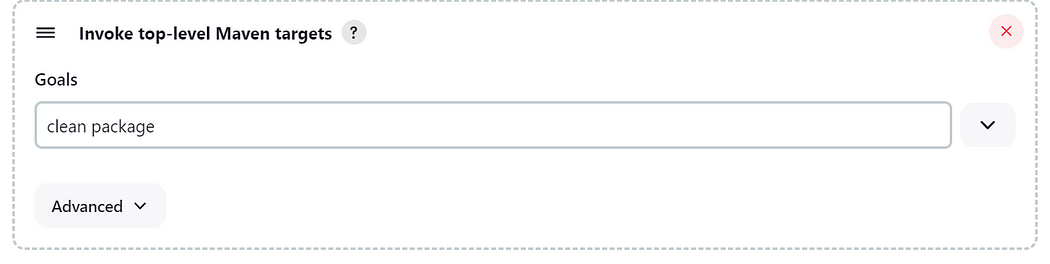 Invoke top-level Maven targets ?
Goals
clean package
Advanced